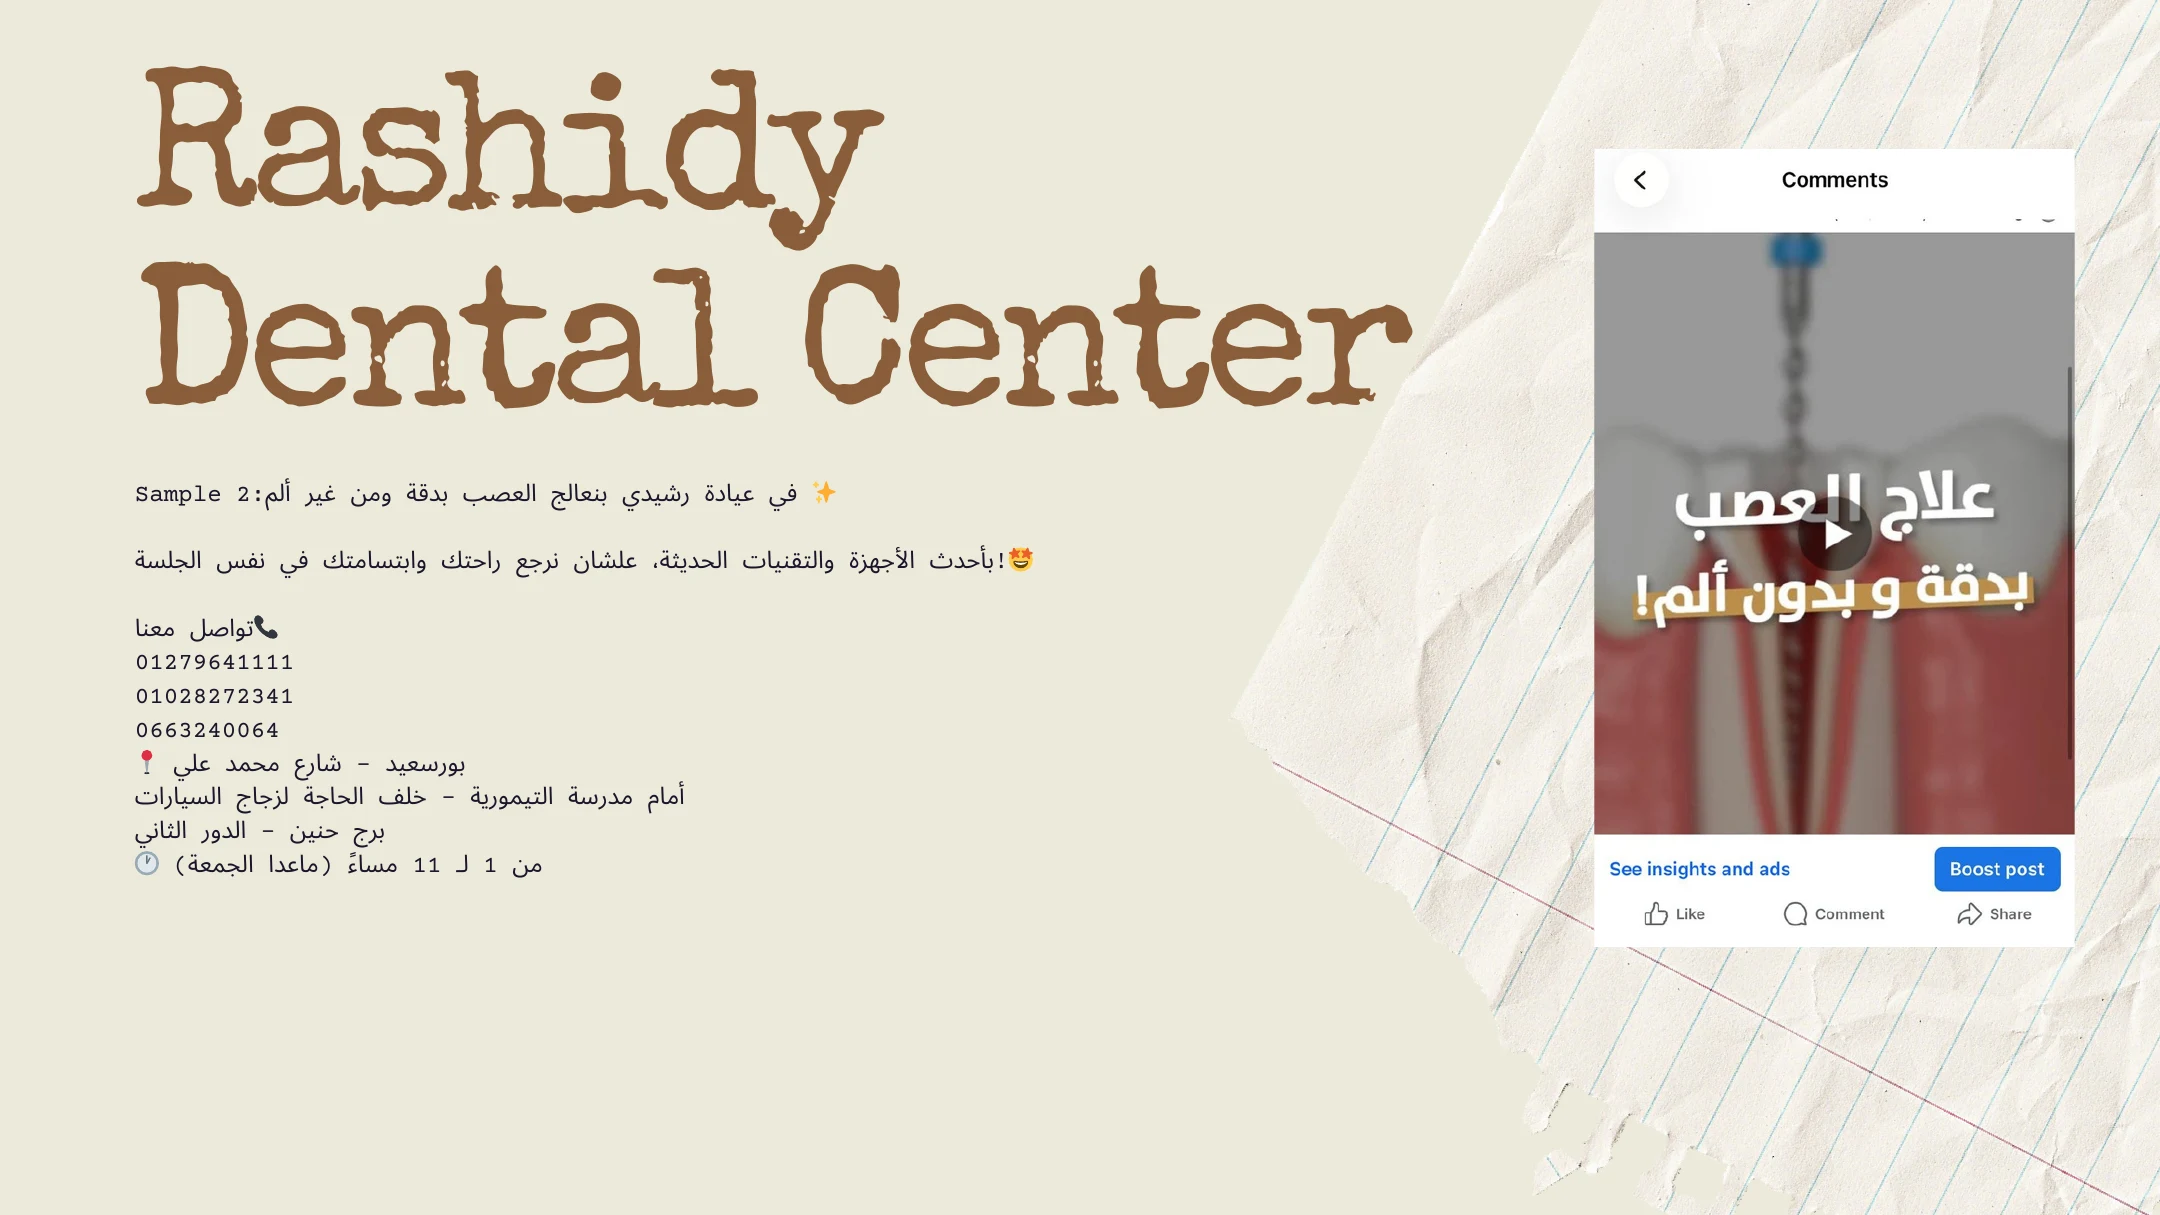 Rashidy
Dental Center
Sample 2:في عيادة رشيدي بنعالج العصب بدقة ومن غير ألم ✨
بأحدث الأجهزة والتقنيات الحديثة، علشان نرجع راحتك وابتسامتك في نفس الجلسة!🤩
تواصل معنا📞
01279641111
01028272341
0663240064
📍 بورسعيد – شارع محمد علي
أمام مدرسة التيمورية – خلف الحاجة لزجاج السيارات
برج حنين – الدور الثاني
🕐 من 1 لـ 11 مساءً (ماعدا الجمعة)
Comments
علاج العصب
بدقة و بدون ألم!
See insights and ads
Boost post
Like
Comment
Share